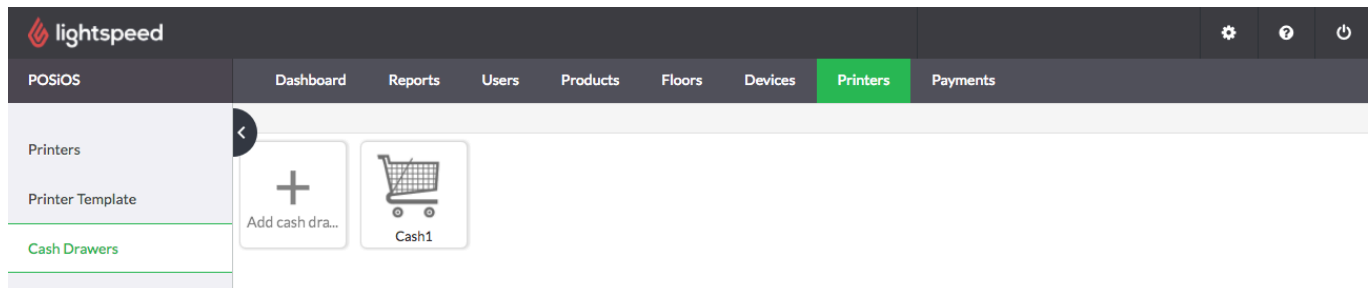 lightspeed
POSiOS Dashboard Reports Users Products Floors Devices Printers Payments
Printers
Printer Template
Cash Drawers
Add cash dra...
Cash1